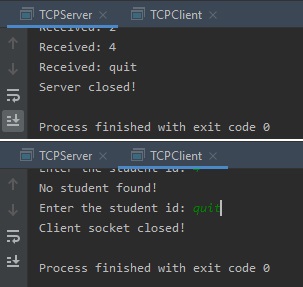 TCPServer TCPClient
Received: 2
Received: 4
Received: quit
Server closed!
Process finished with exit code 0
TCPServer TCPClient
Enter the student id:
No student found!
Enter the student id: quit
Client socket closed!
Process finished with exit code 0